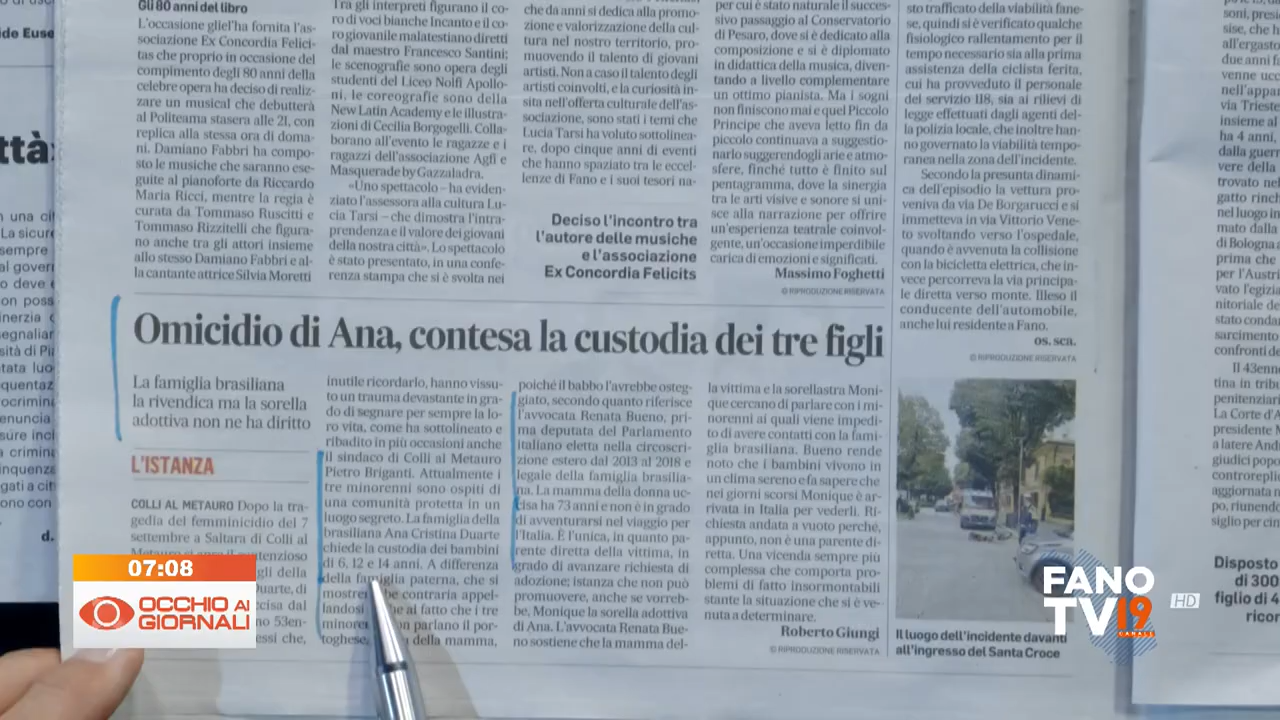 Gli 80 anni del libro
L'occasione gliel'ha fornita l'as-
sociazione Ex Concordia Felici-
tas che proprio in occasione del
compimento degli 80 anni della
celebre opera ha deciso di realiz-
zare un musical che debutterà
al Politeama stasera alle 21, con
replica alla stessa ora di doma-
ni. Damiano Fabbri ha compo-
sto le musiche che saranno ese-
guite al pianoforte da Riccardo
Maria Ricci, mentre la regia è
curata da Tommaso Ruscitti e
Tommaso Rizzitelli che figura-
no anche tra gli attori insieme
allo stesso Damiano Fabbri e al-
la cantante attrice Silvia Moretti
Tra gli interpreti figurano il co-
ro di voci bianche Incanto e il co-
ro giovanile malatestiano diretti
dal maestro Francesco Santini;
le scenografie sono opera degli
studenti del Liceo Nolfi Apollo-
ni, le coreografie sono della
New Latin Academy e le illustra-
zioni di Cecilia Borgogelli. Colla-
borano all'evento le ragazze e i
ragazzi dell'associazione Agfi e
Masquerade by Gazzaladra.
«Uno spettacolo – ha eviden-
ziato l'assessora alla cultura Lu-
cia Tarsi – che dimostra l'intra-
prendenza e il valore dei giovani
della nostra città». Lo spettacolo
è stato presentato, in una confe-
renza stampa che si è svolta nei
che da anni si dedica alla promo-
zione e valorizzazione della cul-
tura nel nostro territorio, pro-
muovendo il talento di giovani
artisti. Non a caso il talento degli
artisti coinvolti, e la curiosità in-
sita nell'offerta culturale dell'as-
sociazione, sono stati i temi che
Lucia Tarsi ha voluto sottolinea-
re, dopo cinque anni di eventi
che hanno spaziato tra le eccel-
lenze di Fano e i suoi tesori na-
Deciso l'incontro tra
l'autore delle musiche
e l'associazione
Ex Concordia Felicits
per cui è stato naturale il succes-
sivo passaggio al Conservatorio
di Pesaro, dove si è dedicato alla
composizione e si è diplomato
in didattica della musica, diven-
tando a livello complementare
un ottimo pianista. Ma i sogni
non finiscono mai e quel Piccolo
Principe che aveva letto fin da
piccolo continuava a suggestio-
narlo suggerendogli arie e atmo-
sfere, finché tutto è finito sul
pentagramma, dove la sinergia
tra le arti visive e sonore si uni-
sce alla narrazione per offrire
un'esperienza teatrale coinvol-
gente, un'occasione imperdibile
carica di emozioni e significati.
Massimo Foghetti
© RIPRODUZIONE RISERVATA
sto trafficato della viabilità fane-
se, quindi si è verificato qualche
fisiologico rallentamento per il
tempo necessario sia alla prima
assistenza della ciclista ferita,
cui ha provveduto il personale
del servizio 118, sia ai rilievi di
legge effettuati dagli agenti del-
la polizia locale, che inoltre han-
no governato la viabilità tempo-
ranea nella zona dell'incidente.
Secondo la presunta dinami-
ca dell'episodio la vettura pro-
veniva da via De Borgarucci e si
immetteva in via Vittorio Vene-
to svoltando verso l'ospedale,
quando è avvenuta la collisione
con la bicicletta elettrica, che in-
vece percorreva la via principa-
le diretta verso monte. Illeso il
conducente dell'automobile,
anche lui residente a Fano.
os. sca.
© RIPRODUZIONE RISERVATA
Omicidio di Ana, contesa la custodia dei tre figli
La famiglia brasiliana
la rivendica ma la sorella
adottiva non ne ha diritto
L'ISTANZA
COLLI AL METAURO Dopo la tra-
gedia del femminicidio del 7
settembre a Saltara di Colli al
inutile ricordarlo, hanno vissu-
to un trauma devastante in gra-
do di segnare per sempre la lo-
ro vita, come ha sottolineato e
ribadito in più occasioni anche
il sindaco di Colli al Metauro
Pietro Briganti. Attualmente i
tre minorenni sono ospiti di
una comunità protetta in un
luogo segreto. La famiglia della
brasiliana Ana Cristina Duarte
chiede la custodia dei bambini
di 6, 12 e 14 anni. A differenza
della famiglia paterna, che si
mostre contraria appel-
landosi al fatto che i tre
minore parlano il por-
toghese, della mamma,
poiché il babbo l'avrebbe osteg-
giato, secondo quanto riferisce
l'avvocata Renata Bueno, pri-
ma deputata del Parlamento
italiano eletta nella circoscri-
zione estero dal 2013 al 2018 e
legale della famiglia brasilia-
na. La mamma della donna uc-
cisa ha 73 anni e non è in grado
di avventurarsi nel viaggio per
l'Italia. È l'unica, in quanto pa-
rente diretta della vittima, in
grado di avanzare richiesta di
adozione; istanza che non può
promuovere, anche se vorreb-
be, Monique la sorella adottiva
di Ana. L'avvocata Renata Bue-
no sostiene che la mamma del-
la vittima e la sorellastra Moni-
que cercano di parlare con i mi-
norenni ai quali viene impedi-
to di avere contatti con la fami-
glia brasiliana. Bueno rende
noto che i bambini vivono in
un clima sereno e fa sapere che
nei giorni scorsi Monique è ar-
rivata in Italia per vederli. Ri-
chiesta andata a vuoto perché,
appunto, non è una parente di-
retta. Una vicenda sempre più
complessa che comporta pro-
blemi di fatto insormontabili
stante la situazione che si è ve-
nuta a determinare.
Roberto Giungi
© RIPRODUZIONE RISERVATA
Il luogo dell'incidente davanti
all'ingresso del Santa Croce
Disposto
di 300
figlio di 4
07:08
OCCHIO AI
GIORNALI
FANO
TV19
CANALE
HD